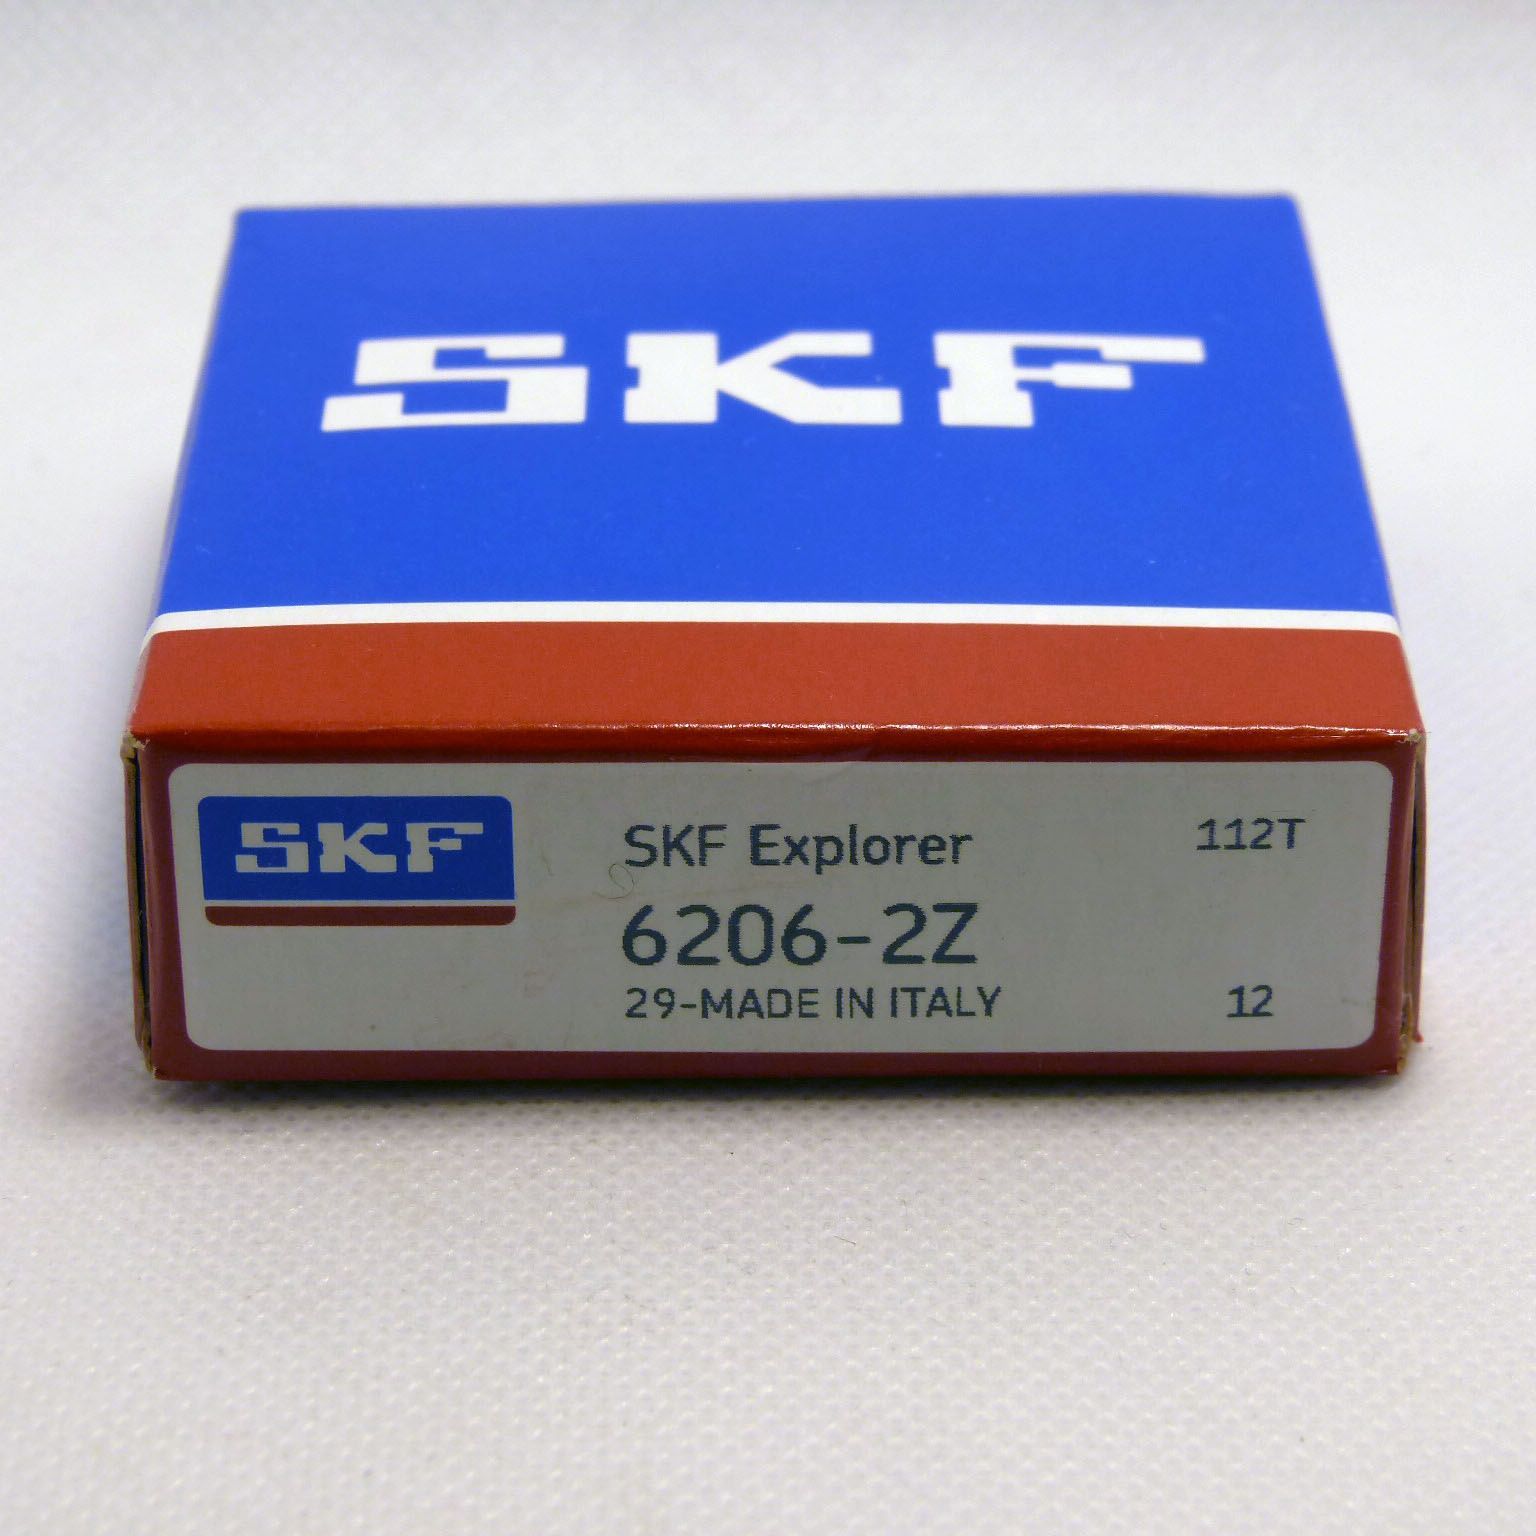 SKF
SKF
SKF Explorer
112T
6206-2Z
29-MADE IN ITALY
12